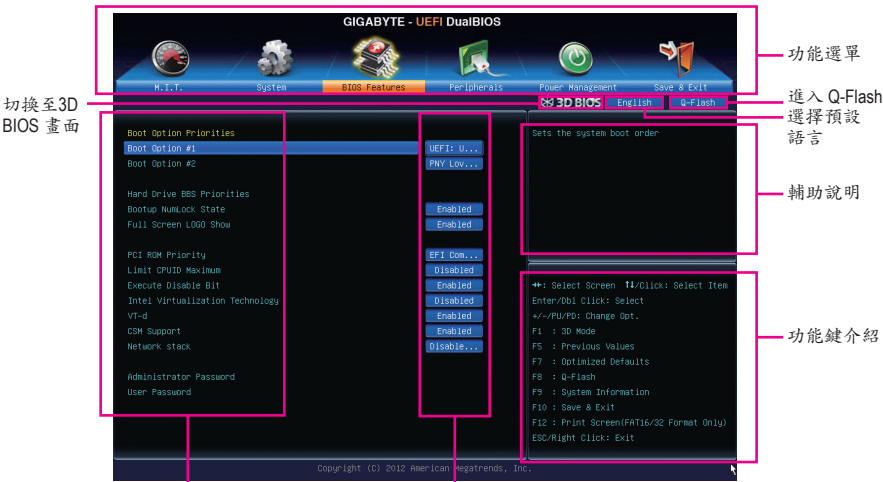 GIGABYTE - UEFI DualBIOS
功能選單
M.I.T.
System
BIOS Features
Peripherals
Power Management
Save & Exit
切換至3D
BIOS 畫面
3D BIOS
English
Q-Flash
進入 Q-Flash
選擇預設
語言
Boot Option Priorities
Boot Option #1 UEFI: U...
Boot Option #2 PNY Lov...
Hard Drive BBS Priorities
Bootup NumLock State Enabled
Full Screen LOGO Show Enabled
PCI ROM Priority EFI Com...
Limit CPUID Maximum Disabled
Execute Disable Bit Enabled
Intel Virtualization Technology Disabled
VT-d Enabled
CSM Support Enabled
Network stack Disable...
Administrator Password
User Password
Sets the system boot order
輔助說明
→←: Select Screen ↑↓/Click: Select Item
Enter/Dbl Click: Select
+/-/PU/PD: Change Opt.
F1 : 3D Mode
F5 : Previous Values
F7 : Optimized Defaults
F8 : Q-Flash
F9 : System Information
F10 : Save & Exit
F12 : Print Screen(FAT16/32 Format Only)
ESC/Right Click: Exit
功能鍵介紹
Copyright (C) 2012 American Megatrends, Inc.